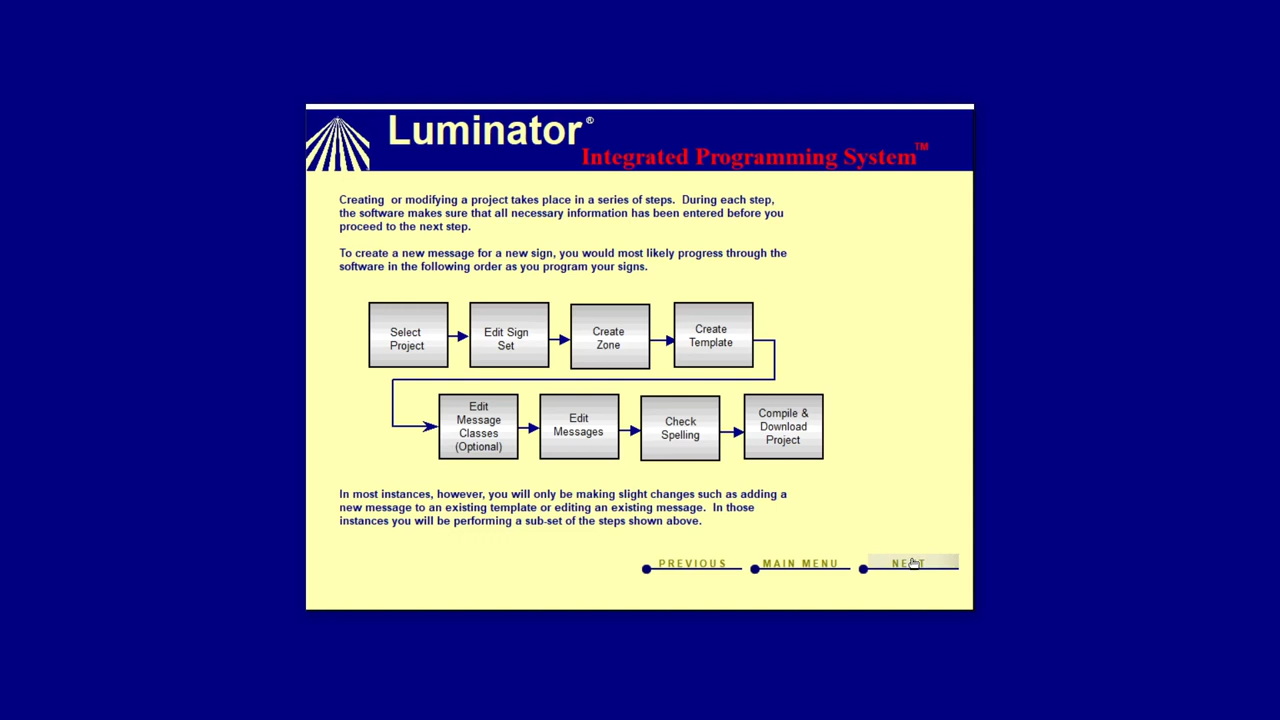 Luminator®
Integrated Programming System™
Creating or modifying a project takes place in a series of steps. During each step,
the software makes sure that all necessary information has been entered before you
proceed to the next step.
To create a new message for a new sign, you would most likely progress through the
software in the following order as you program your signs.
Select
Project
Edit Sign
Set
Create
Zone
Create
Template
Edit
Message
Classes
(Optional)
Edit
Messages
Check
Spelling
Compile &
Download
Project
In most instances, however, you will only be making slight changes such as adding a
new message to an existing template or editing an existing message. In those
instances you will be performing a sub-set of the steps shown above.
PREVIOUS
MAIN MENU
NEXT